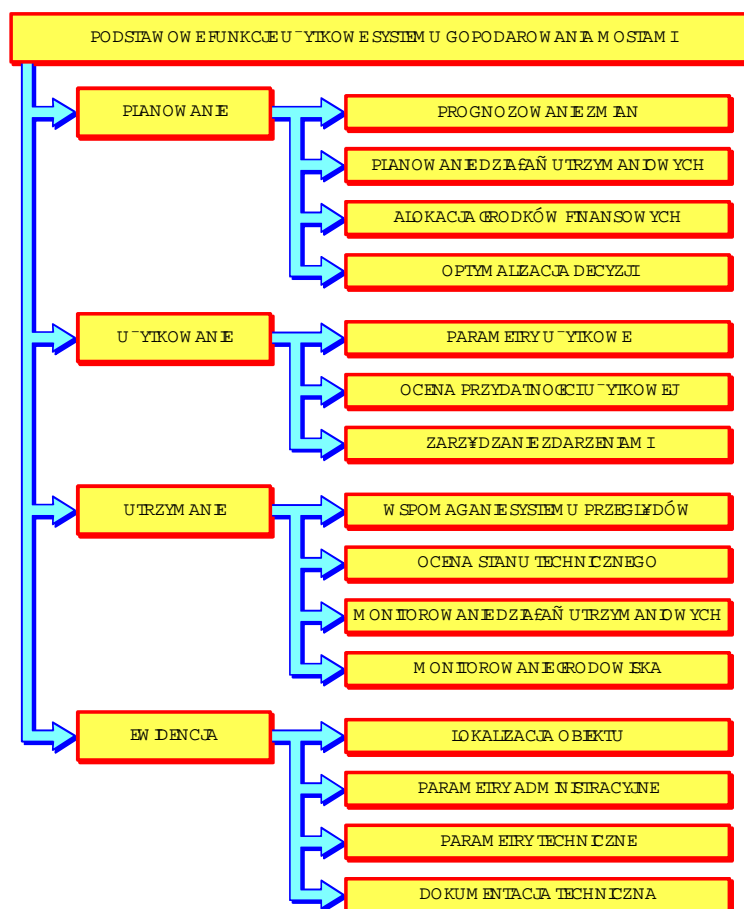 PODSTAWOWE FUNKCJE U¯YTKOWE SYSTEMU GOPODAROWANIA MOSTAMI
PLANOWANIE
PROGNOZOWANIE ZMIAN
PLANOWANIE DZIA£AÑ UTRZYMANIOWYCH
ALOKACJA ŒRODKÓW FINANSOWYCH
OPTYMALIZACJA DECYZJI
U¯YTKOWANIE
PARAMETRY U¯YTKOWE
OCENA PRZYDATNOŒCI U¯YTKOWEJ
ZARZ¥DZANIE ZDARZENIAMI
UTRZYMANIE
WSPOMAGANIE SYSTEMU PRZEGL¥DÓW
OCENA STANU TECHNICZNEGO
MONITOROWANIE DZIA£AÑ UTRZYMANIOWYCH
MONITOROWANIE ŒRODOWISKA
EWIDENCJA
LOKALIZACJA OBIEKTU
PARAMETRY ADMINISTRACYJNE
PARAMETRY TECHNICZNE
DOKUMENTACJA TECHNICZNA